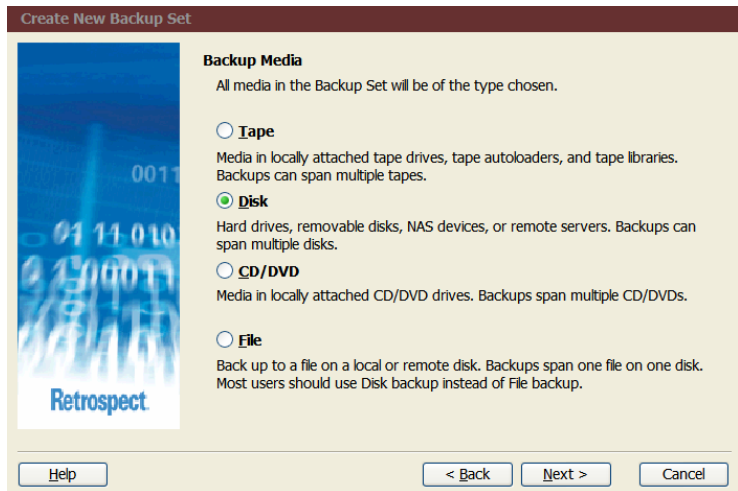 Create New Backup Set
Backup Media
All media in the Backup Set will be of the type chosen.
Tape
Media in locally attached tape drives, tape autoloaders, and tape libraries.
Backups can span multiple tapes.
0011
Disk
01 11 010
Hard drives, removable disks, NAS devices, or remote servers. Backups can
span multiple disks.
CD/DVD
Media in locally attached CD/DVD drives. Backups span multiple CD/DVDs.
File
Back up to a file on a local or remote disk. Backups span one file on one disk.
Most users should use Disk backup instead of File backup.
Retrospect
Help
< Back
Next >
Cancel